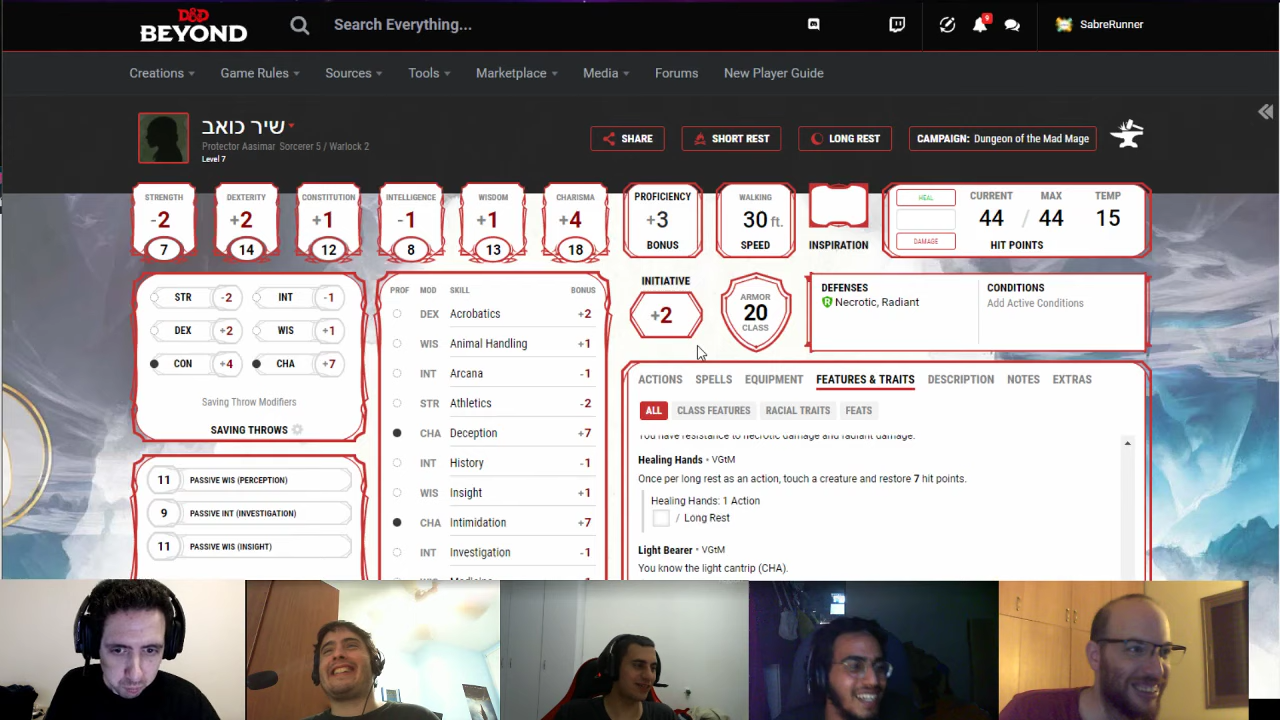 D&D
BEYOND
Search Everything...
9
SabreRunner
Creations
Game Rules
Sources
Tools
Marketplace
Media
Forums
New Player Guide
שיר כואב
Protector Aasimar Sorcerer 5 / Warlock 2
Level 7
SHARE
SHORT REST
LONG REST
CAMPAIGN: Dungeon of the Mad Mage
STRENGTH
-2
7
DEXTERITY
+2
14
CONSTITUTION
+1
12
INTELLIGENCE
-1
8
WISDOM
+1
13
CHARISMA
+4
18
PROFICIENCY
+3
BONUS
WALKING
30 ft.
SPEED
INSPIRATION
HEAL
DAMAGE
CURRENT MAX TEMP
44 / 44 15
HIT POINTS
STR -2
INT -1
DEX +2
WIS +1
CON +4
CHA +7
Saving Throw Modifiers
SAVING THROWS
11 PASSIVE WIS (PERCEPTION)
9 PASSIVE INT (INVESTIGATION)
11 PASSIVE WIS (INSIGHT)
PROF MOD SKILL BONUS
DEX Acrobatics +2
WIS Animal Handling +1
INT Arcana -1
STR Athletics -2
CHA Deception +7
INT History -1
WIS Insight +1
CHA Intimidation +7
INT Investigation -1
INITIATIVE
+2
ARMOR
20
CLASS
DEFENSES
R Necrotic, Radiant
CONDITIONS
Add Active Conditions
ACTIONS SPELLS EQUIPMENT FEATURES & TRAITS DESCRIPTION NOTES EXTRAS
ALL CLASS FEATURES RACIAL TRAITS FEATS
You have resistance to necrotic damage and radiant damage.
Healing Hands • VGtM
Once per long rest as an action, touch a creature and restore 7 hit points.
Healing Hands: 1 Action
/ Long Rest
Light Bearer • VGtM
You know the light cantrip (CHA).